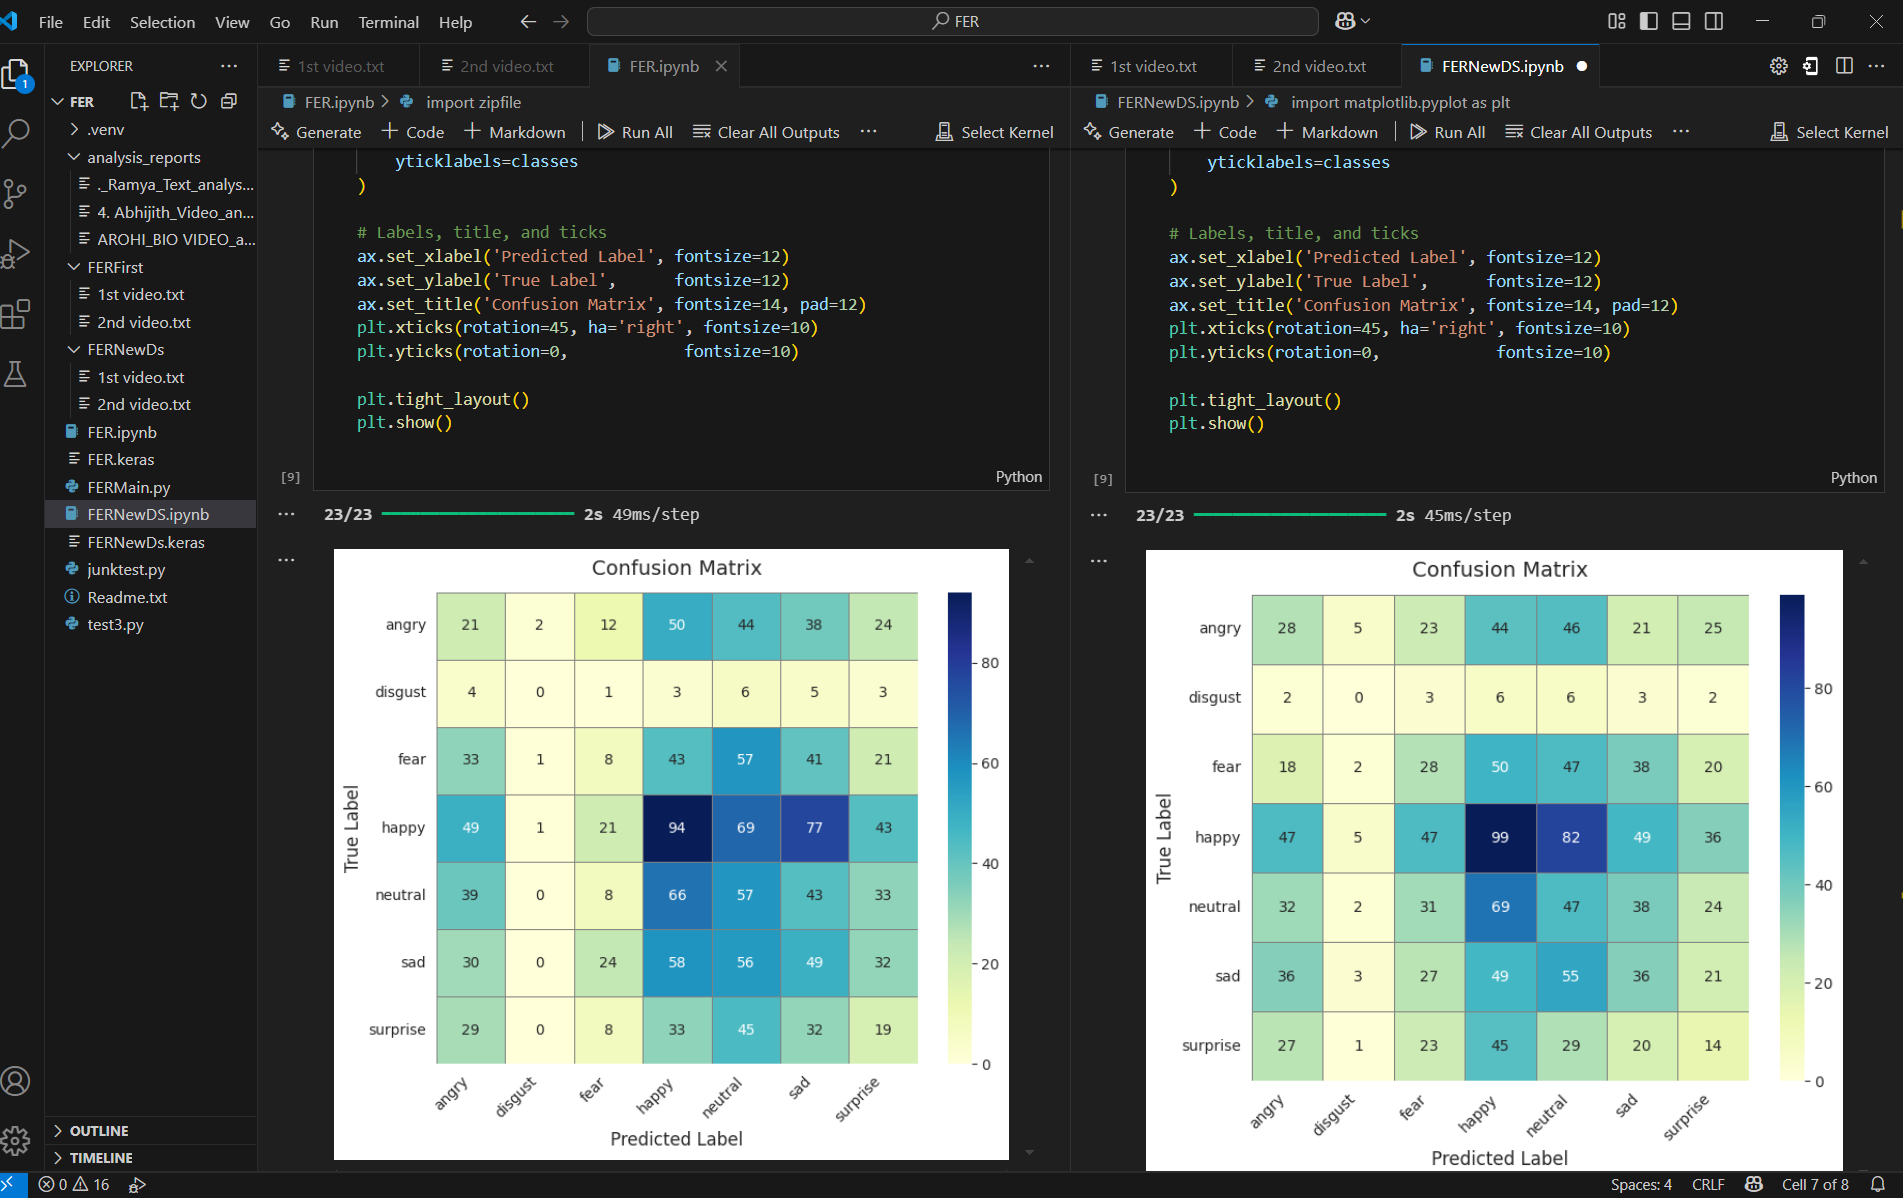 File Edit Selection View Go Run Terminal Help
FER
EXPLORER
FER
.venv
analysis_reports
._Ramya_Text_analys...
4. Abhijith_Video_an...
AROHI_BIO VIDEO_a...
FERFirst
1st video.txt
2nd video.txt
FERNewDs
1st video.txt
2nd video.txt
FER.ipynb
FER.keras
FERMain.py
FERNewDS.ipynb
FERNewDs.keras
junktest.py
Readme.txt
test3.py
OUTLINE
TIMELINE
1
1st video.txt 2nd video.txt FER.ipynb
FER.ipynb > import zipfile
Generate + Code + Markdown Run All Clear All Outputs ... Select Kernel
yticklabels=classes
)
# Labels, title, and ticks
ax.set_xlabel('Predicted Label', fontsize=12)
ax.set_ylabel('True Label', fontsize=12)
ax.set_title('Confusion Matrix', fontsize=14, pad=12)
plt.xticks(rotation=45, ha='right', fontsize=10)
plt.yticks(rotation=0, fontsize=10)
plt.tight_layout()
plt.show()
[9] Python
23/23 2s 49ms/step
Confusion Matrix
angry 21 2 12 50 44 38 24
disgust 4 0 1 3 6 5 3
fear 33 1 8 43 57 41 21
happy 49 1 21 94 69 77 43
neutral 39 0 8 66 57 43 33
sad 30 0 24 58 56 49 32
surprise 29 0 8 33 45 32 19
True Label
angry disgust fear happy neutral sad surprise
Predicted Label
80
60
40
20
0
1st video.txt 2nd video.txt FERNewDS.ipynb
FERNewDS.ipynb > import matplotlib.pyplot as plt
Generate + Code + Markdown Run All Clear All Outputs ... Select Kernel
yticklabels=classes
)
# Labels, title, and ticks
ax.set_xlabel('Predicted Label', fontsize=12)
ax.set_ylabel('True Label', fontsize=12)
ax.set_title('Confusion Matrix', fontsize=14, pad=12)
plt.xticks(rotation=45, ha='right', fontsize=10)
plt.yticks(rotation=0, fontsize=10)
plt.tight_layout()
plt.show()
[9] Python
23/23 2s 45ms/step
Confusion Matrix
angry 28 5 23 44 46 21 25
disgust 2 0 3 6 6 3 2
fear 18 2 28 50 47 38 20
happy 47 5 47 99 82 49 36
neutral 32 2 31 69 47 38 24
sad 36 3 27 49 55 36 21
surprise 27 1 23 45 29 20 14
True Label
angry disgust fear happy neutral sad surprise
Predicted Label
80
60
40
20
0
0 16 Spaces: 4 CRLF Cell 7 of 8